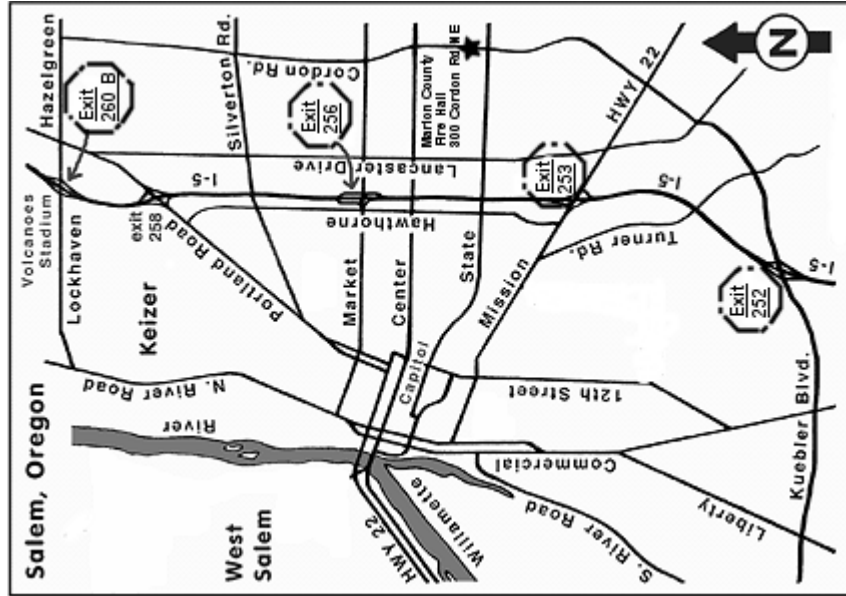 Salem, Oregon
Volcanoes
Stadium
Hazelgreen
Exit
260 B
Lockhaven
exit
258
I-5
Silverton Rd.
Cordon Rd.
Exit
256
Lancaster Drive
Portland Road
Hawthorne
Keizer
N. River Road
River
Market
Center
Marion County
Fire Hall
300 Cordon Rd NE
State
Capitol
West
Salem
HWY 22
Willamette
Mission
Exit
253
HWY 22
I-5
Turner Rd.
12th Street
Commercial
S. River Road
Liberty
Exit
252
I-5
Kuebler Blvd.
N